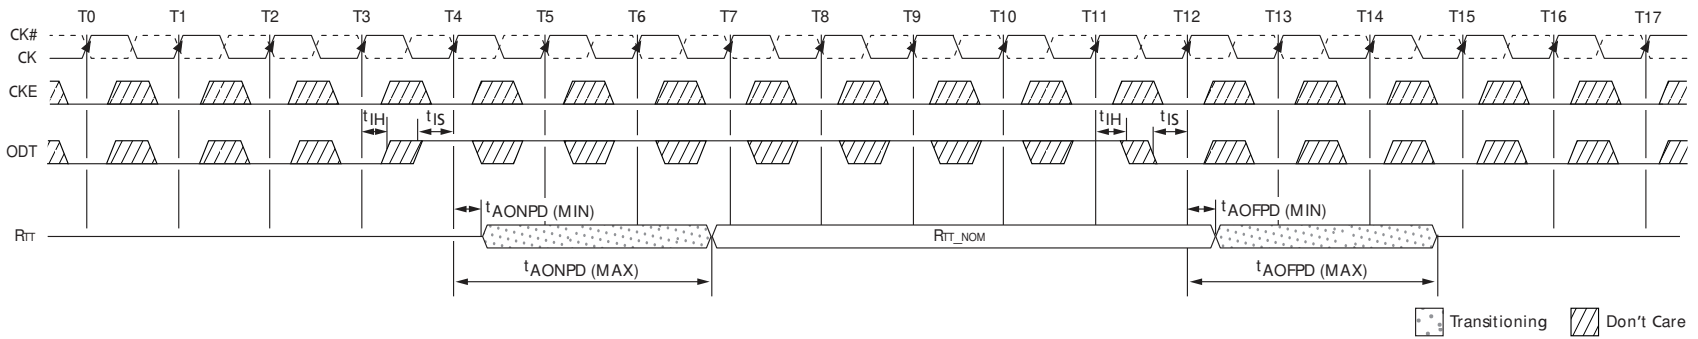 T0 T1 T2 T3 T4 T5 T6 T7 T8 T9 T10 T11 T12 T13 T14 T15 T16 T17
CK#
CK
CKE
tIH tIS tIH tIS
ODT
tAONPD (MIN) tAOFPD (MIN)
RTT RTT_NOM
tAONPD (MAX) tAOFPD (MAX)
Transitioning Don't Care